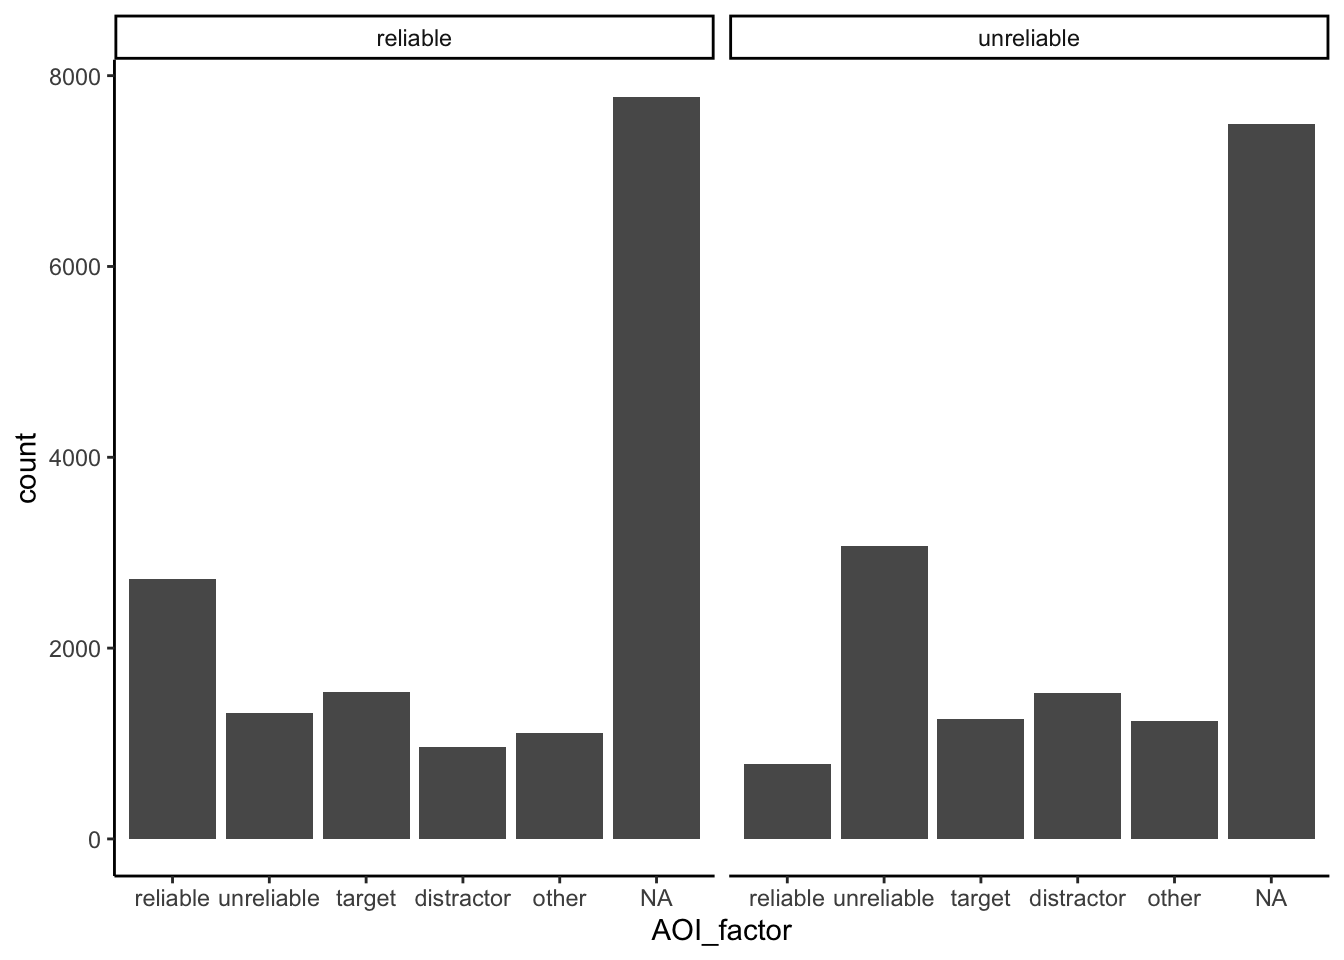 reliable unreliable
8000
6000
4000
2000
0
count
reliable unreliable target distractor other NA reliable unreliable target distractor other NA
AOI_factor